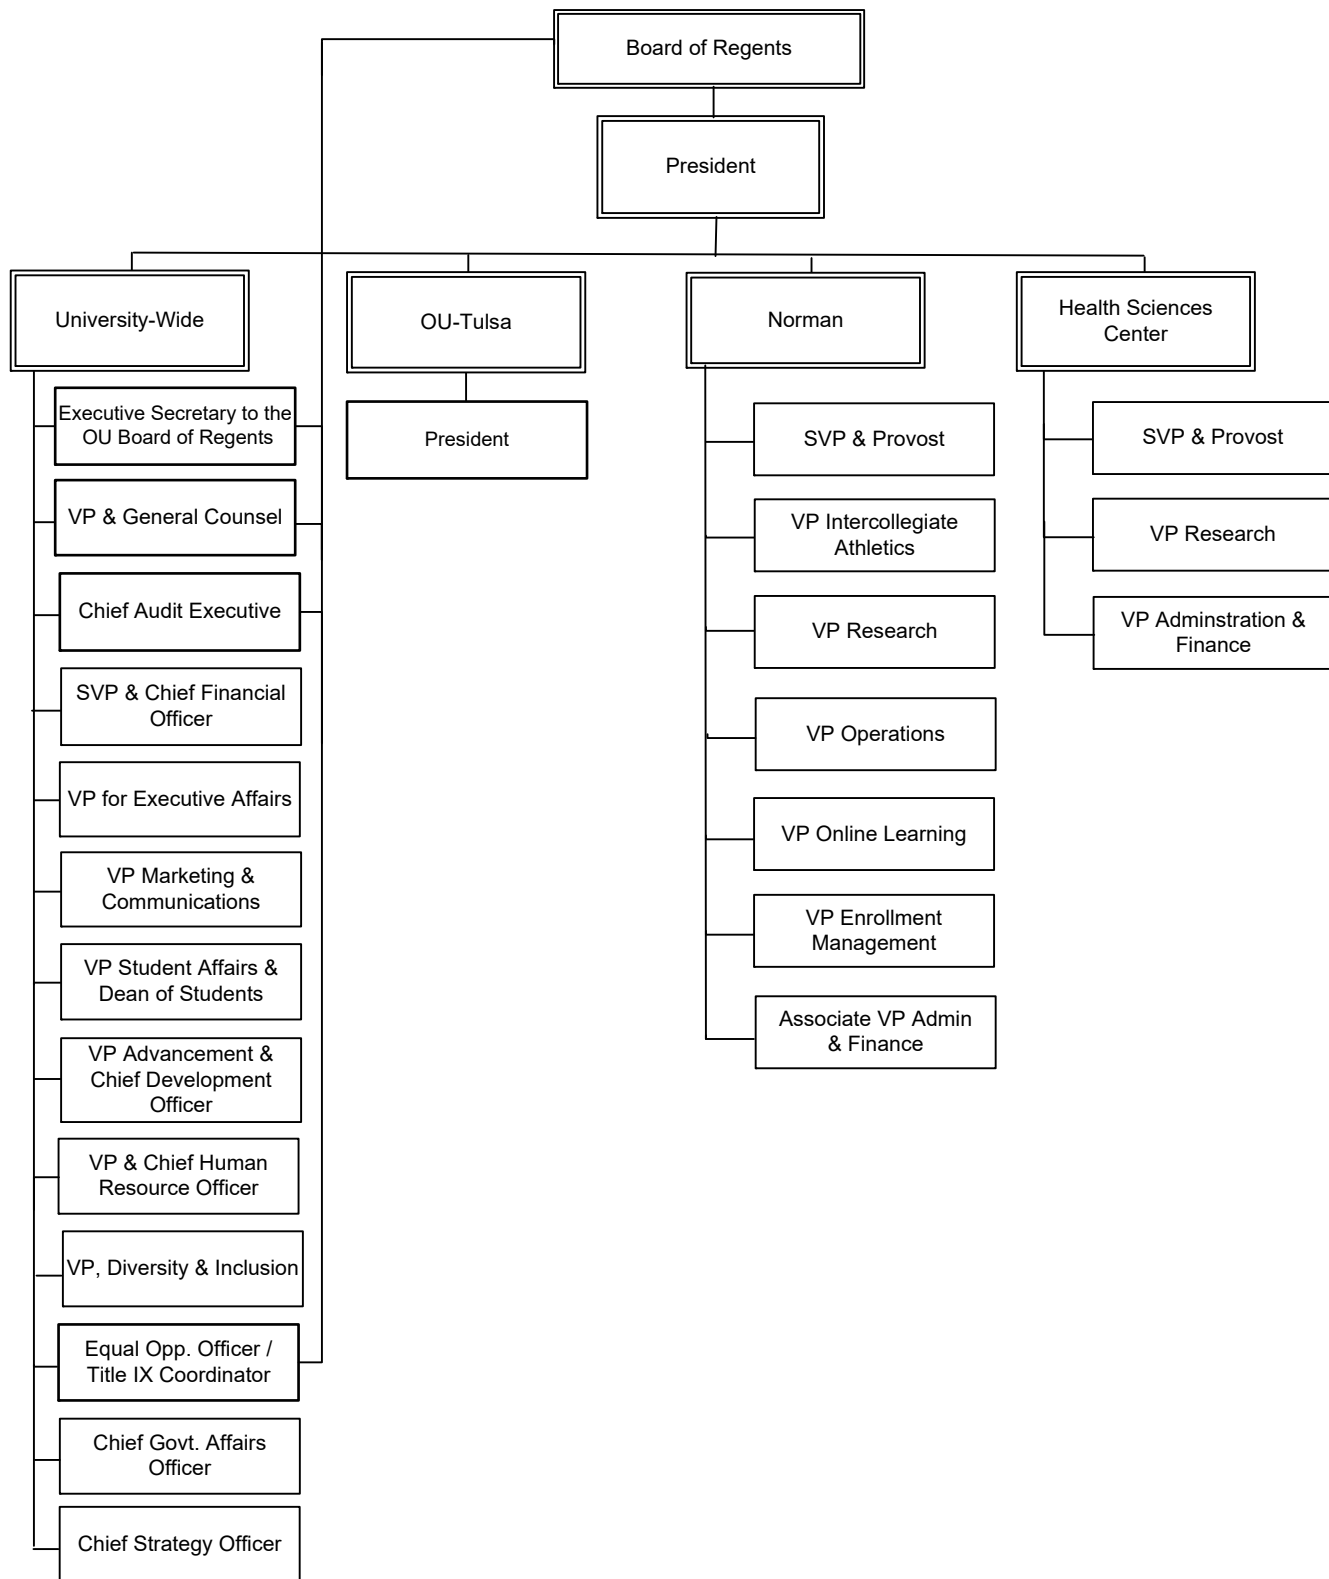 Board of Regents
President
University-Wide
OU-Tulsa
Norman
Health Sciences
Center
Executive Secretary to the
OU Board of Regents
VP & General Counsel
Chief Audit Executive
SVP & Chief Financial
Officer
VP for Executive Affairs
VP Marketing &
Communications
VP Student Affairs &
Dean of Students
VP Advancement &
Chief Development
Officer
VP & Chief Human
Resource Officer
VP, Diversity & Inclusion
Equal Opp. Officer /
Title IX Coordinator
Chief Govt. Affairs
Officer
Chief Strategy Officer
President
SVP & Provost
VP Intercollegiate
Athletics
VP Research
VP Operations
VP Online Learning
VP Enrollment
Management
Associate VP Admin
& Finance
SVP & Provost
VP Research
VP Adminstration &
Finance